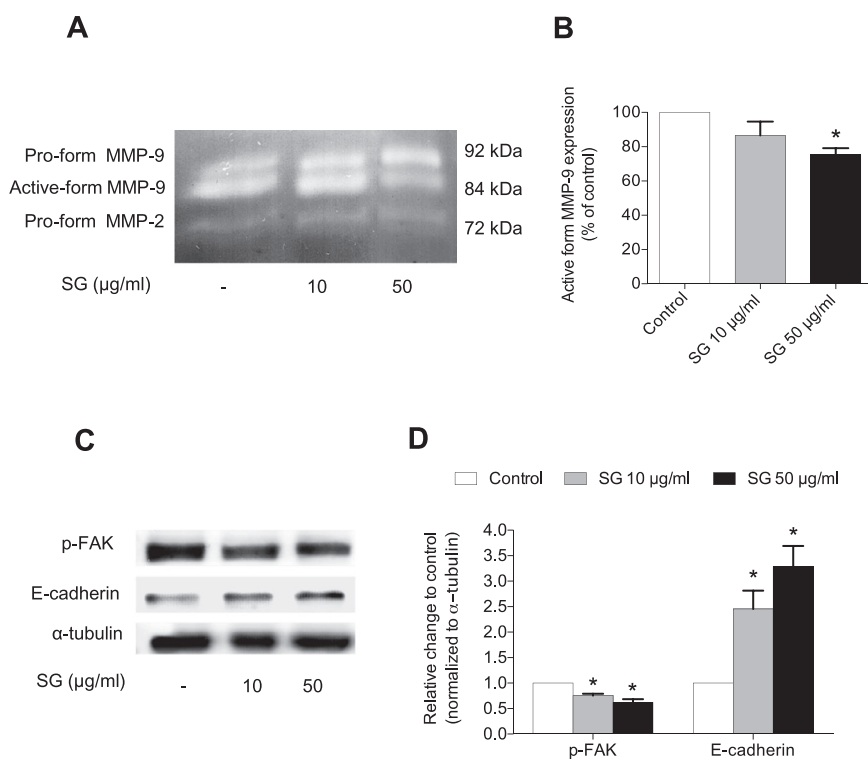 A
Pro-form MMP-9
Active-form MMP-9
Pro-form MMP-2
92 kDa
84 kDa
72 kDa
SG (µg/ml)
-
10
50
B
Active form MMP-9 expression
(% of control)
100
80
60
40
20
0
*
Control
SG 10 µg/ml
SG 50 µg/ml
C
p-FAK
E-cadherin
α-tubulin
SG (µg/ml)
-
10
50
D
Control
SG 10 µg/ml
SG 50 µg/ml
Relative change to control
(normalized to α-tubulin)
4.0
3.5
3.0
2.5
2.0
1.5
1.0
0.5
0.0
*
*
*
*
p-FAK
E-cadherin